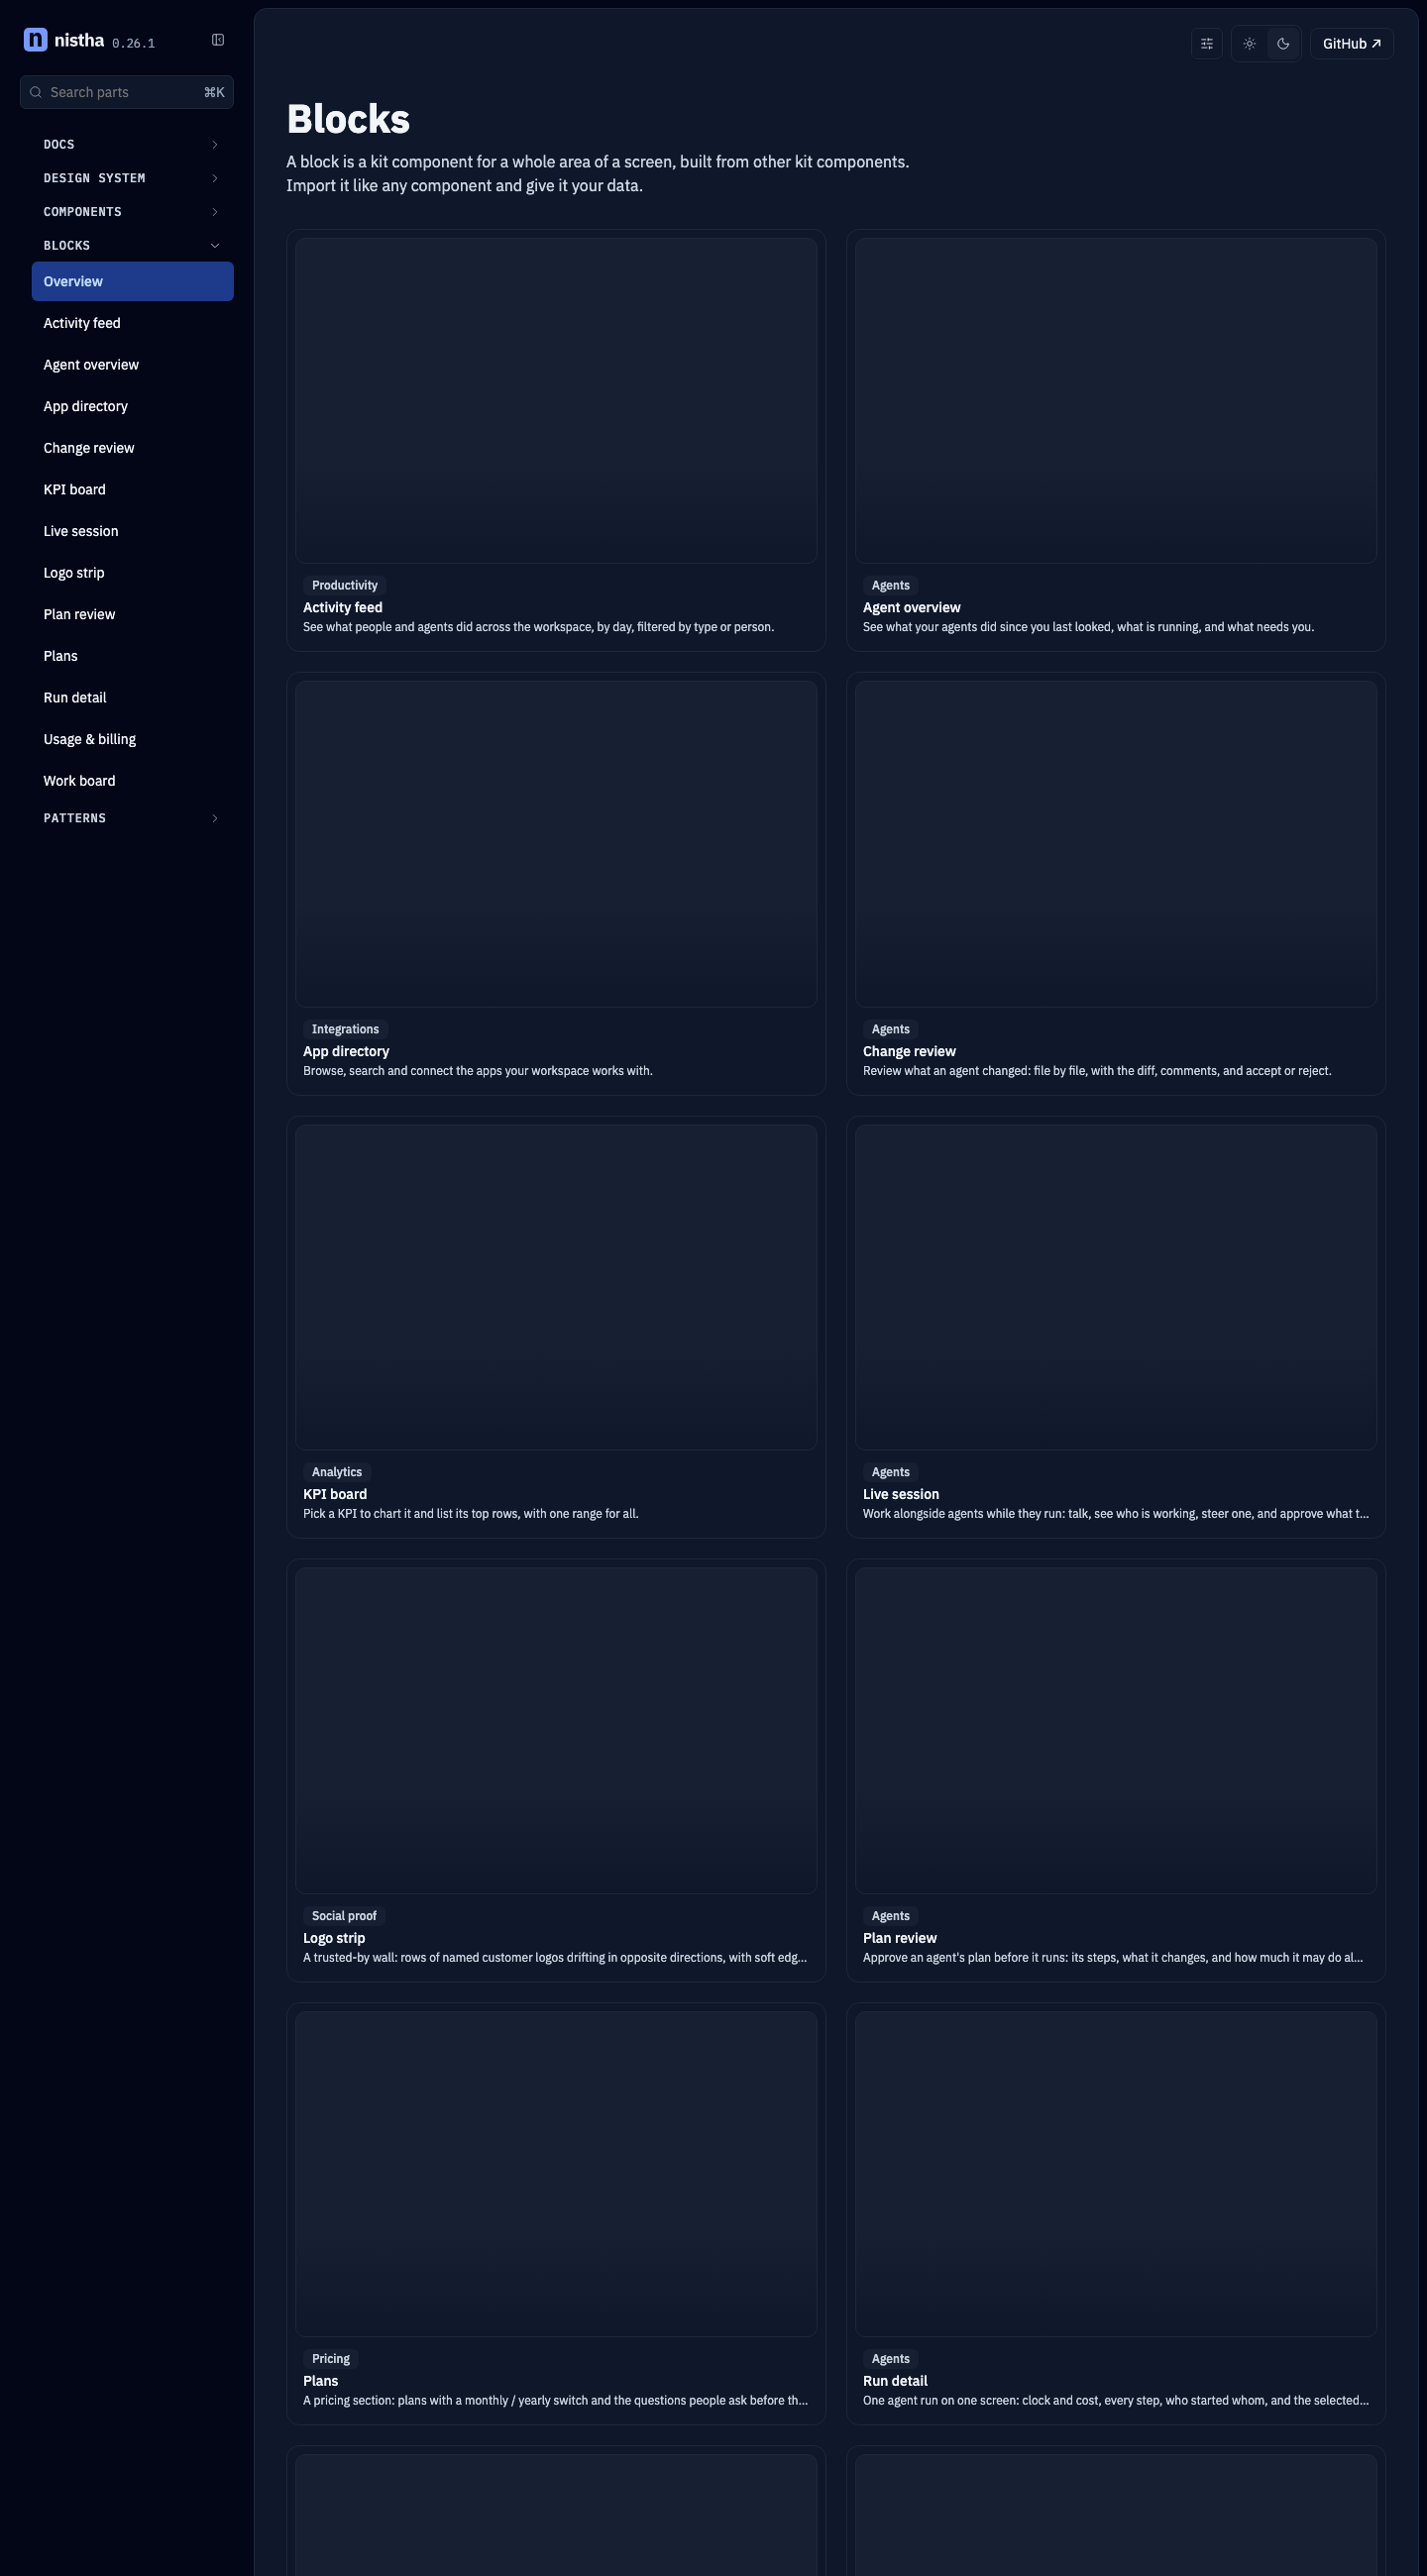 nistha 0.26.1
Search parts ⌘K
DOCS
DESIGN SYSTEM
COMPONENTS
BLOCKS
Overview
Activity feed
Agent overview
App directory
Change review
KPI board
Live session
Logo strip
Plan review
Plans
Run detail
Usage & billing
Work board
PATTERNS
GitHub ↗
Blocks
A block is a kit component for a whole area of a screen, built from other kit components.
Import it like any component and give it your data.
Productivity
Activity feed
See what people and agents did across the workspace, by day, filtered by type or person.
Agents
Agent overview
See what your agents did since you last looked, what is running, and what needs you.
Integrations
App directory
Browse, search and connect the apps your workspace works with.
Agents
Change review
Review what an agent changed: file by file, with the diff, comments, and accept or reject.
Analytics
KPI board
Pick a KPI to chart it and list its top rows, with one range for all.
Agents
Live session
Work alongside agents while they run: talk, see who is working, steer one, and approve what t...
Social proof
Logo strip
A trusted-by wall: rows of named customer logos drifting in opposite directions, with soft edg...
Agents
Plan review
Approve an agent's plan before it runs: its steps, what it changes, and how much it may do al...
Pricing
Plans
A pricing section: plans with a monthly / yearly switch and the questions people ask before th...
Agents
Run detail
One agent run on one screen: clock and cost, every step, who started whom, and the selected...